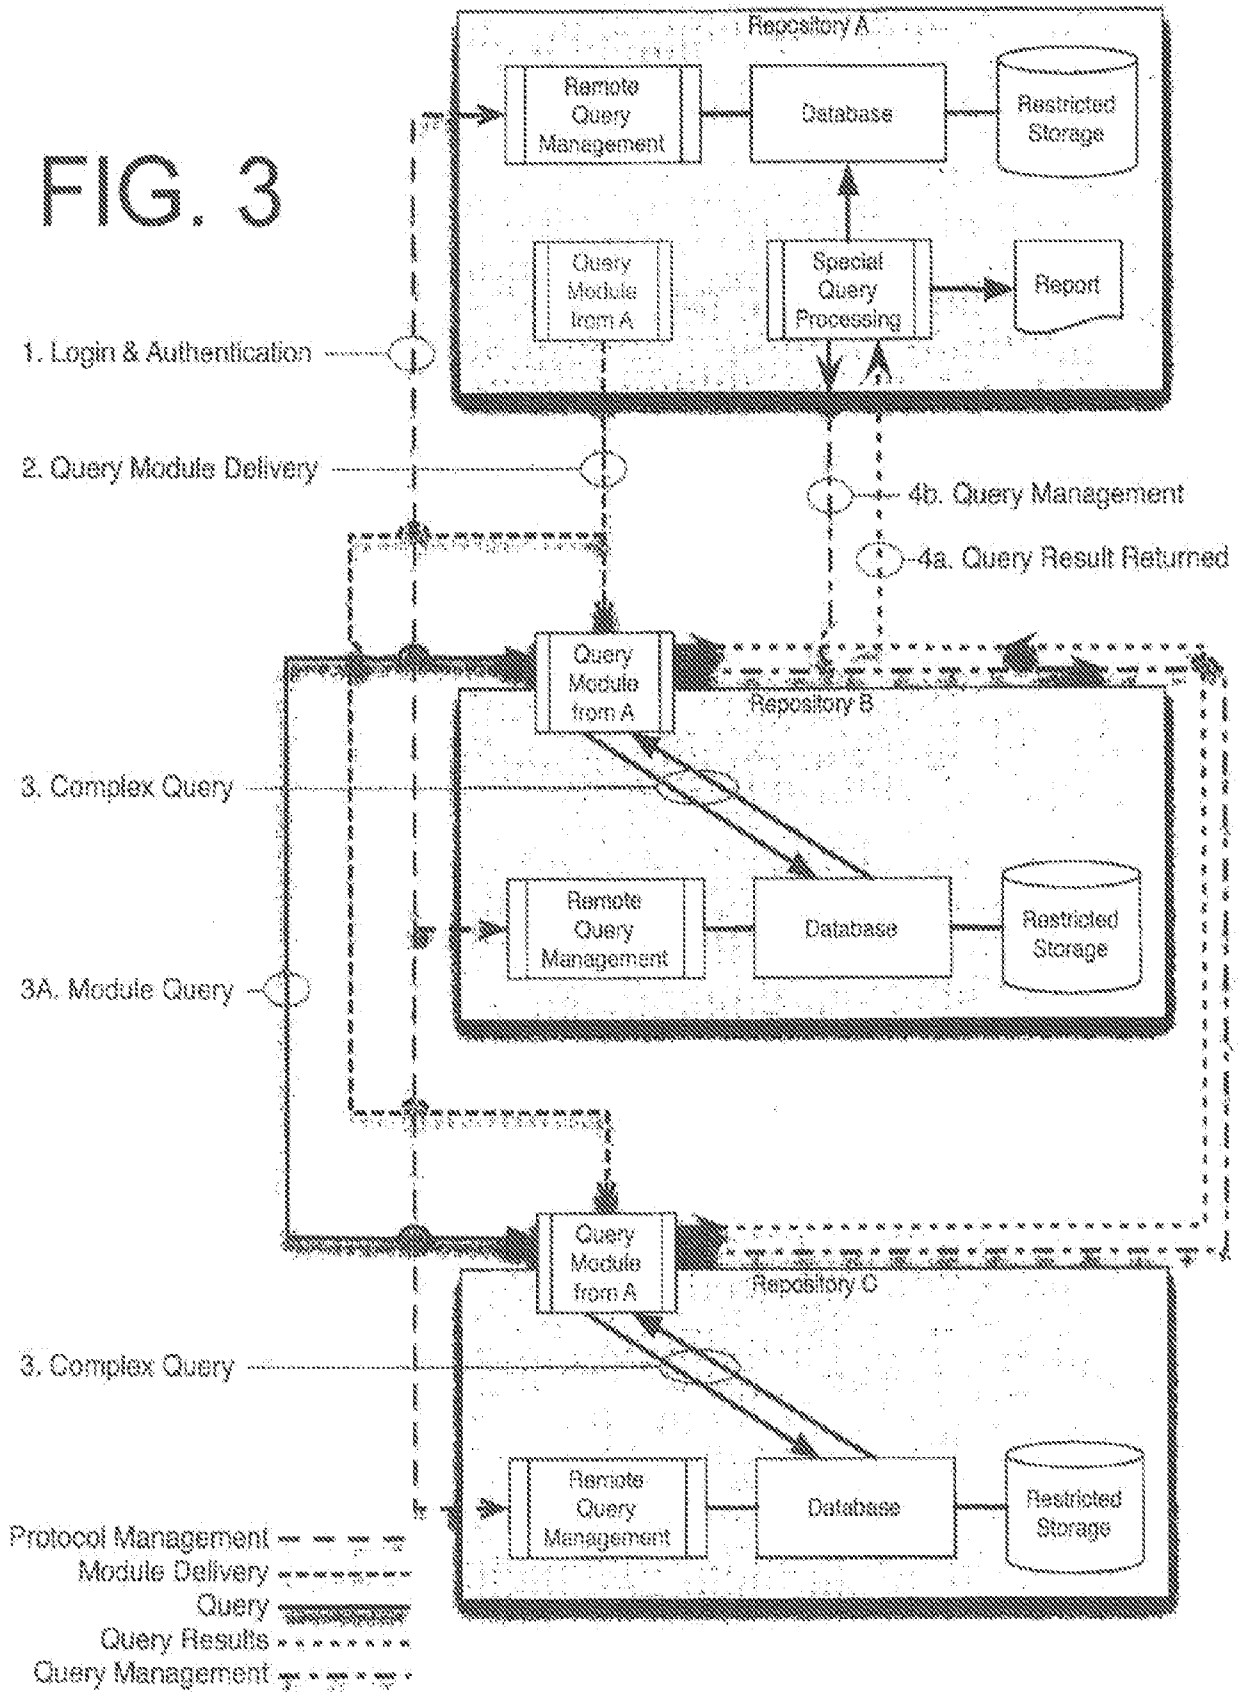 Repository A
Remote
Query
Management
Database
Restricted
Storage
FIG. 3
Query
Module
from A
Special
Query
Processing
Report
1. Login & Authentication
2. Query Module Delivery
4b. Query Management
4a. Query Result Returned
Query
Module
from A
Repository B
3. Complex Query
Remote
Query
Management
Database
Restricted
Storage
3A. Module Query
Query
Module
from A
Repository C
3. Complex Query
Remote
Query
Management
Database
Restricted
Storage
Protocol Management
Module Delivery
Query
Query Results
Query Management